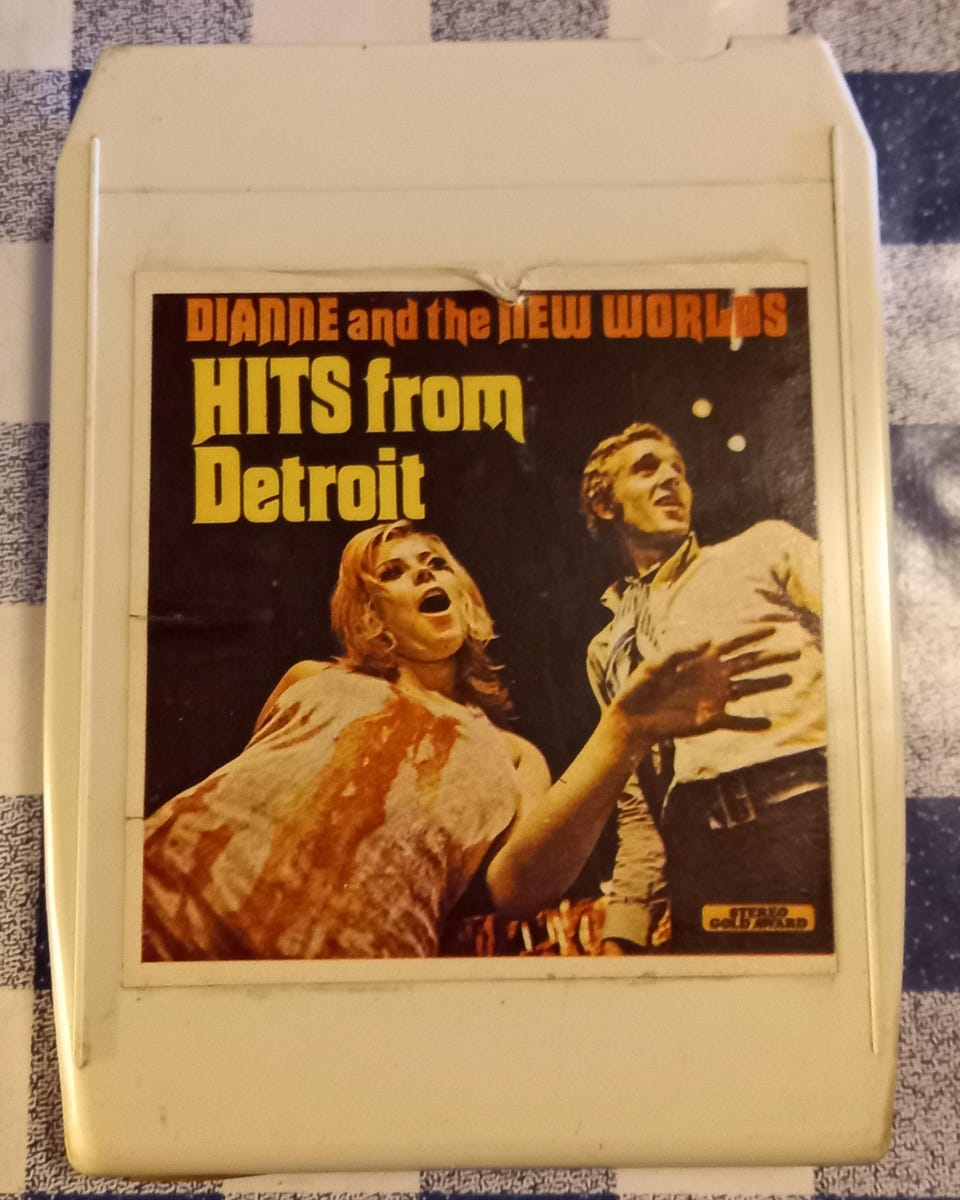 DIANNE and the NEW WORLDS
HITS from
Detroit
STEREO
GOLD AWARD